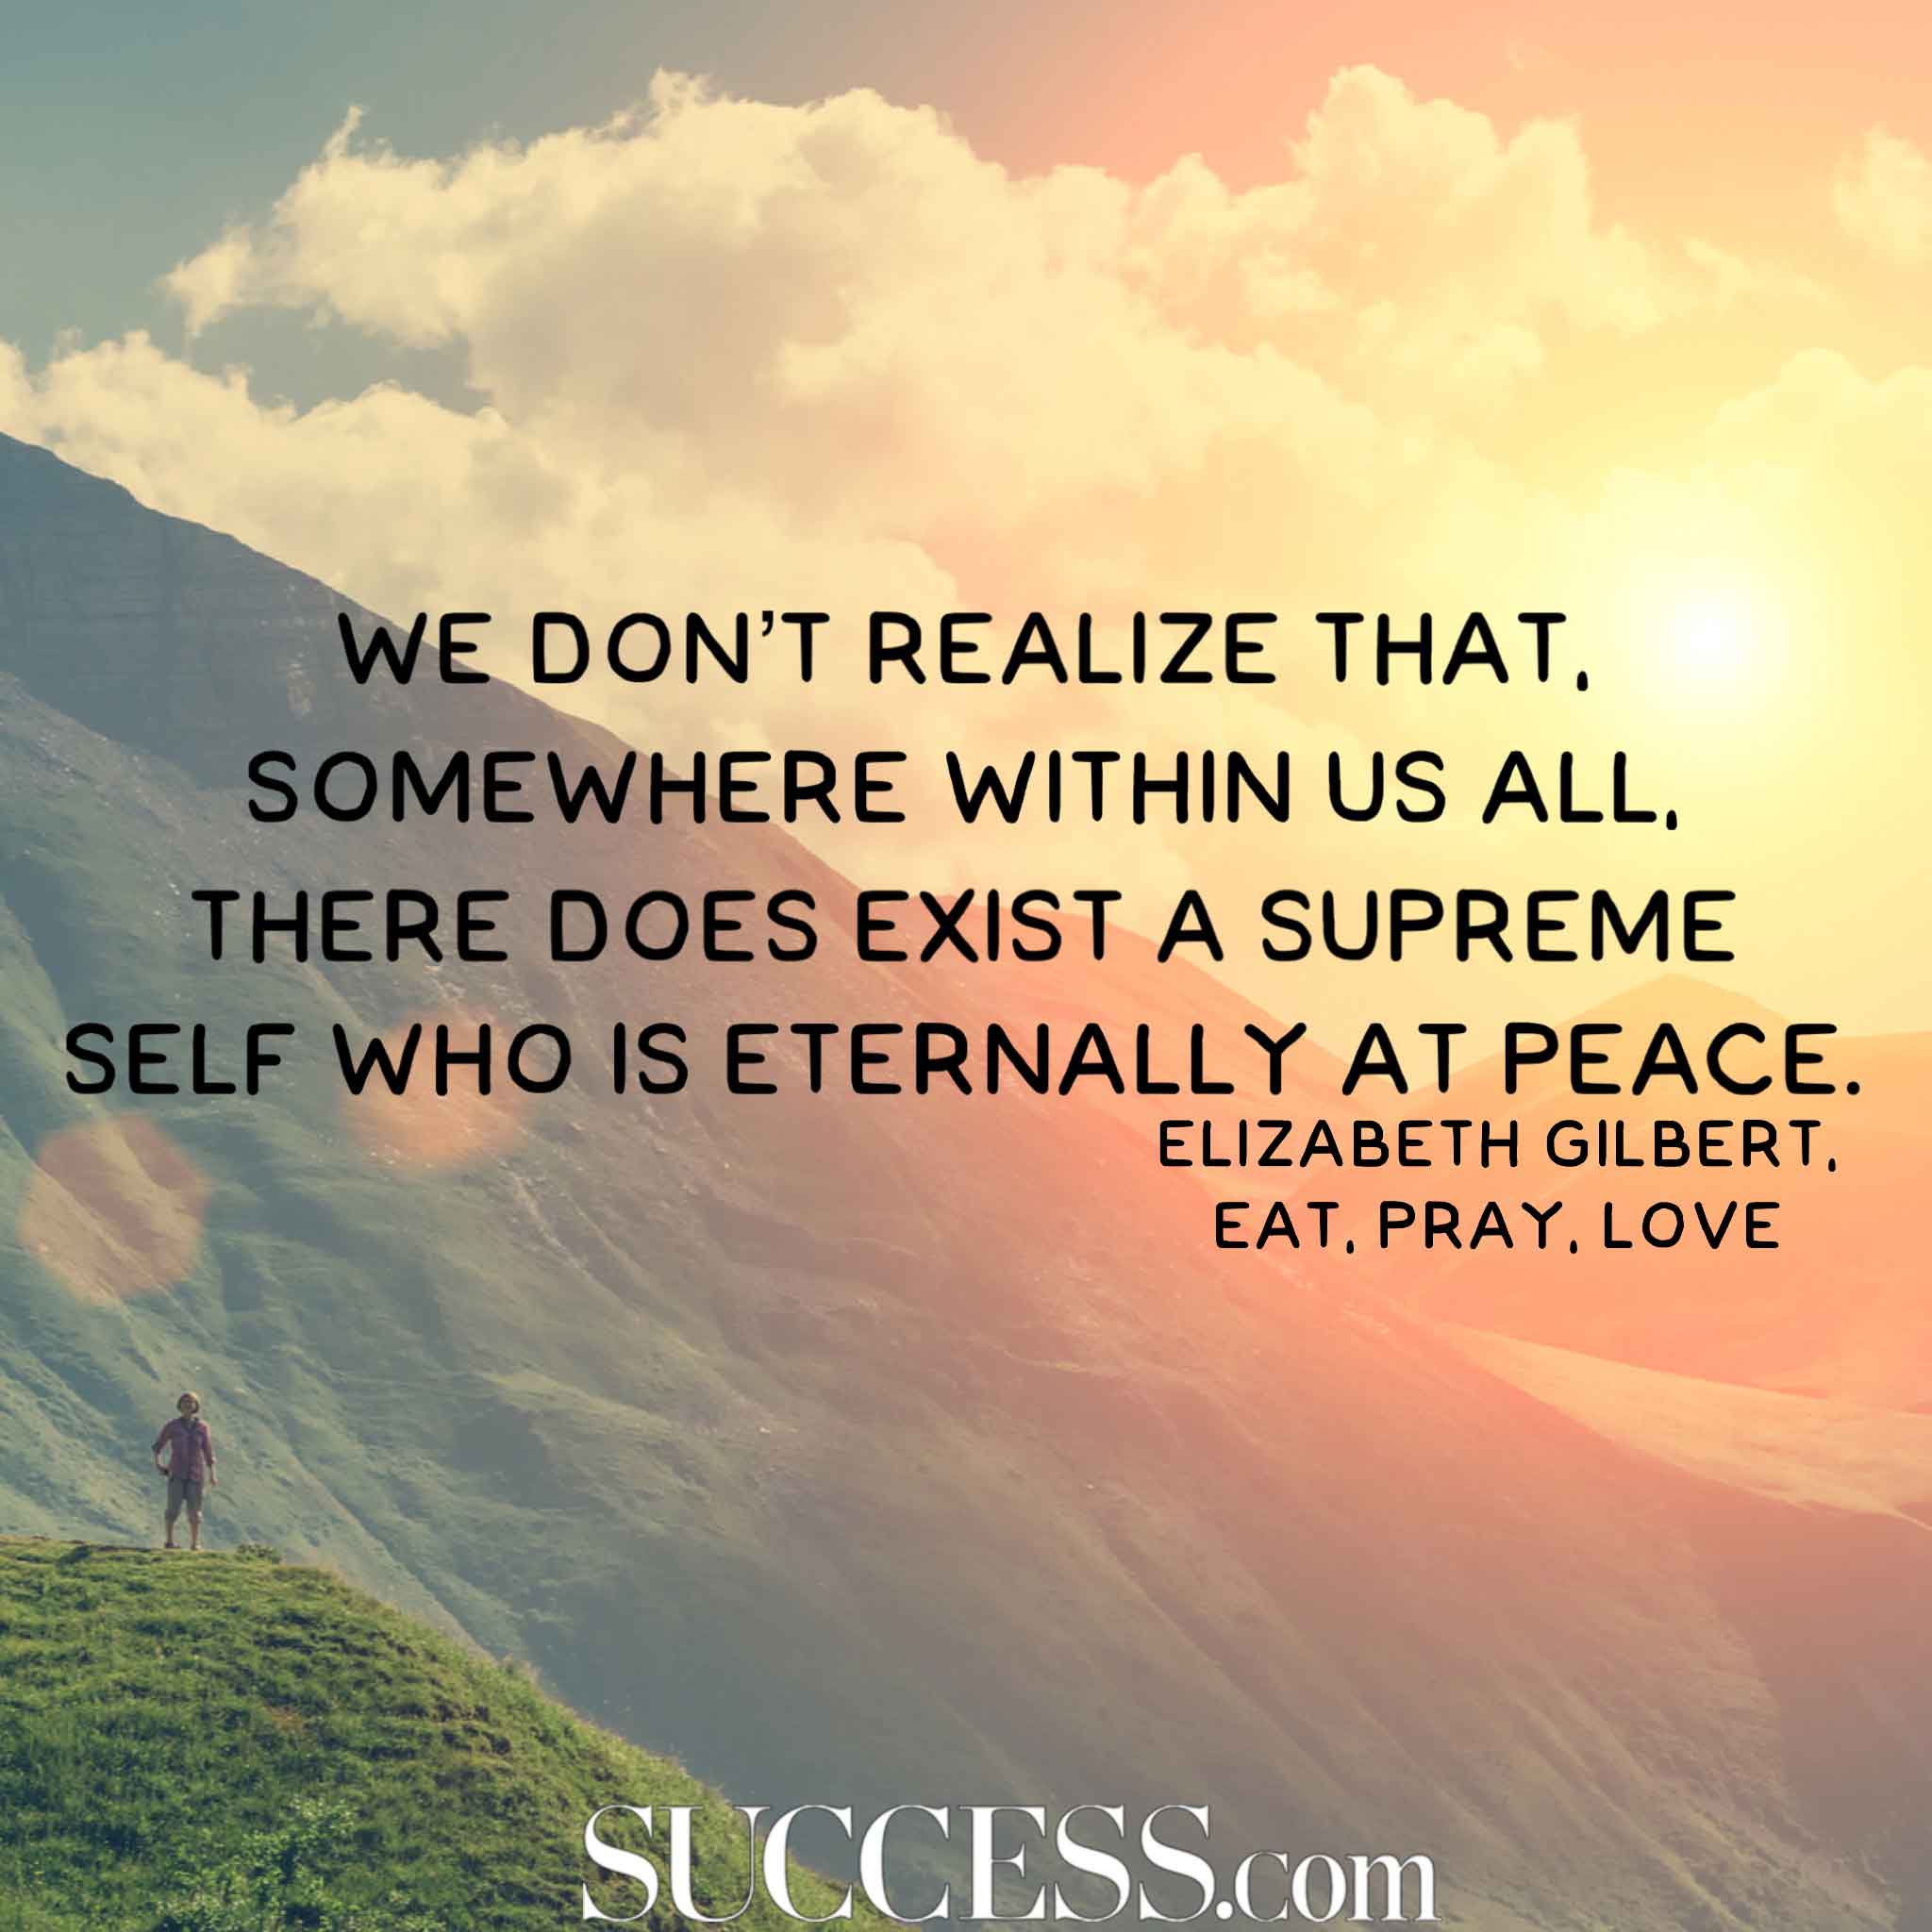 WE DON’T REALIZE THAT,
SOMEWHERE WITHIN US ALL,
THERE DOES EXIST A SUPREME
SELF WHO IS ETERNALLY AT PEACE.
ELIZABETH GILBERT,
EAT, PRAY, LOVE
SUCCESS.com